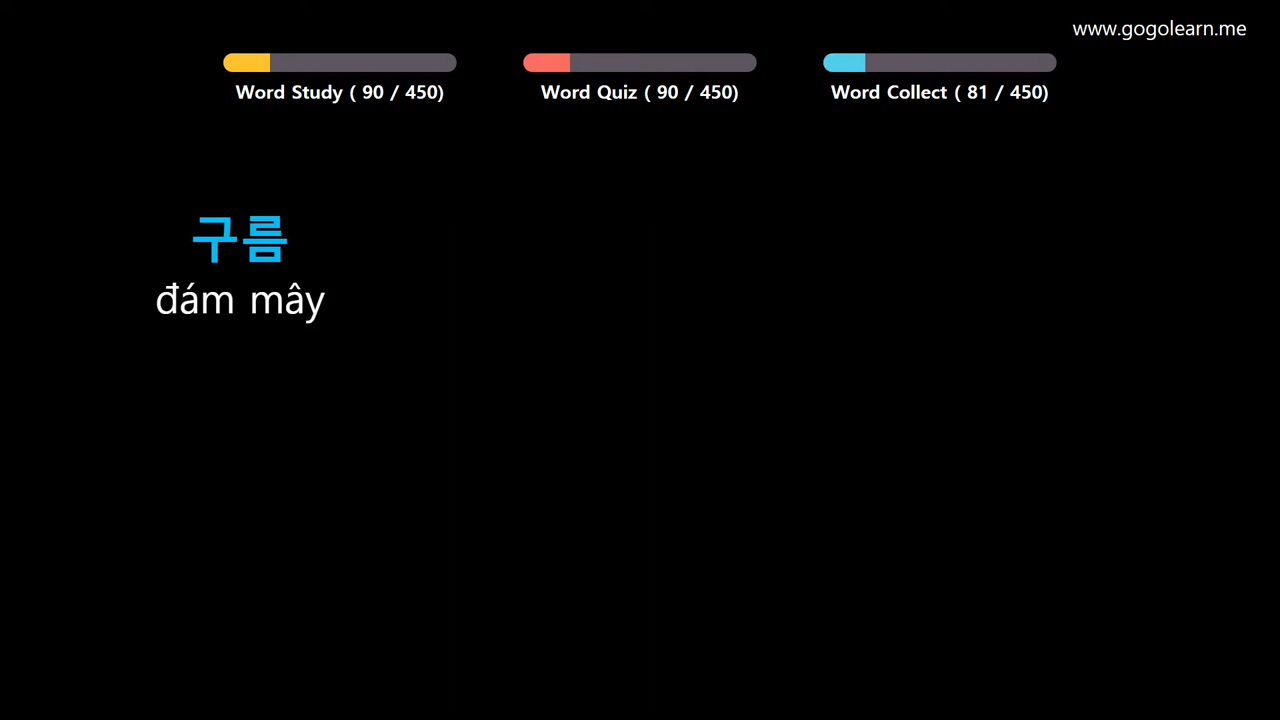 www.gogolearn.me
Word Study ( 90 / 450)
Word Quiz ( 90 / 450)
Word Collect ( 81 / 450)
구름
đám mây